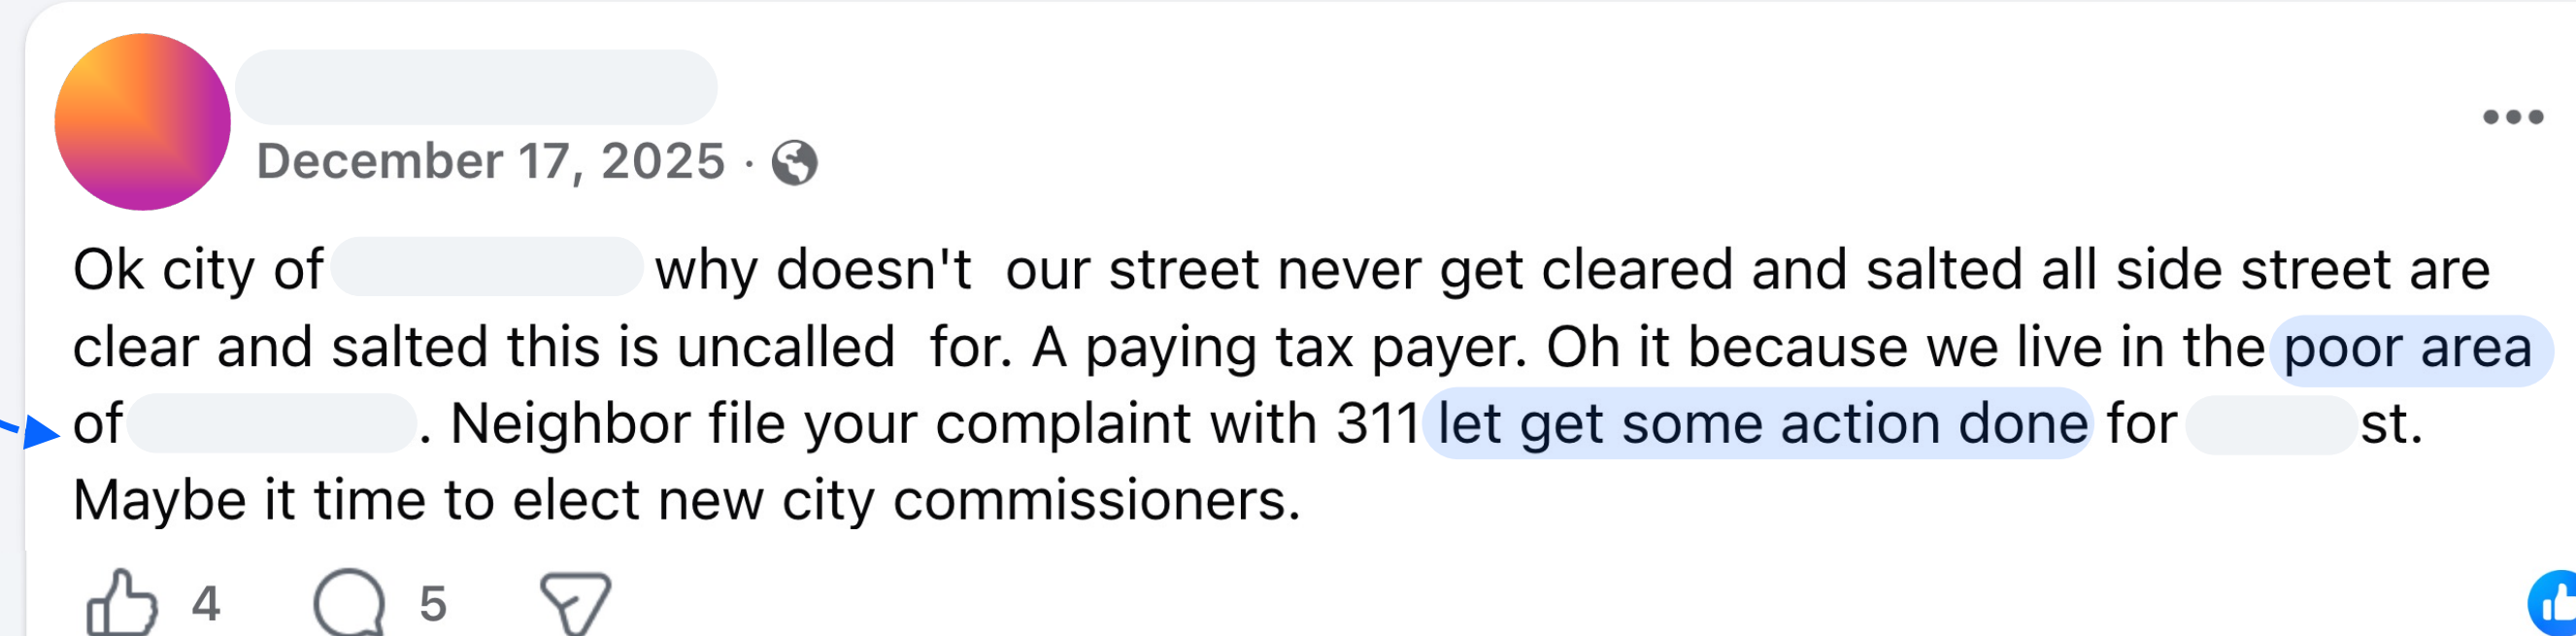 December 17, 2025 ·
Ok city of why doesn't  our street never get cleared and salted all side street are
clear and salted this is uncalled  for. A paying tax payer. Oh it because we live in the poor area
of . Neighbor file your complaint with 311 let get some action done for st.
Maybe it time to elect new city commissioners.
4 5